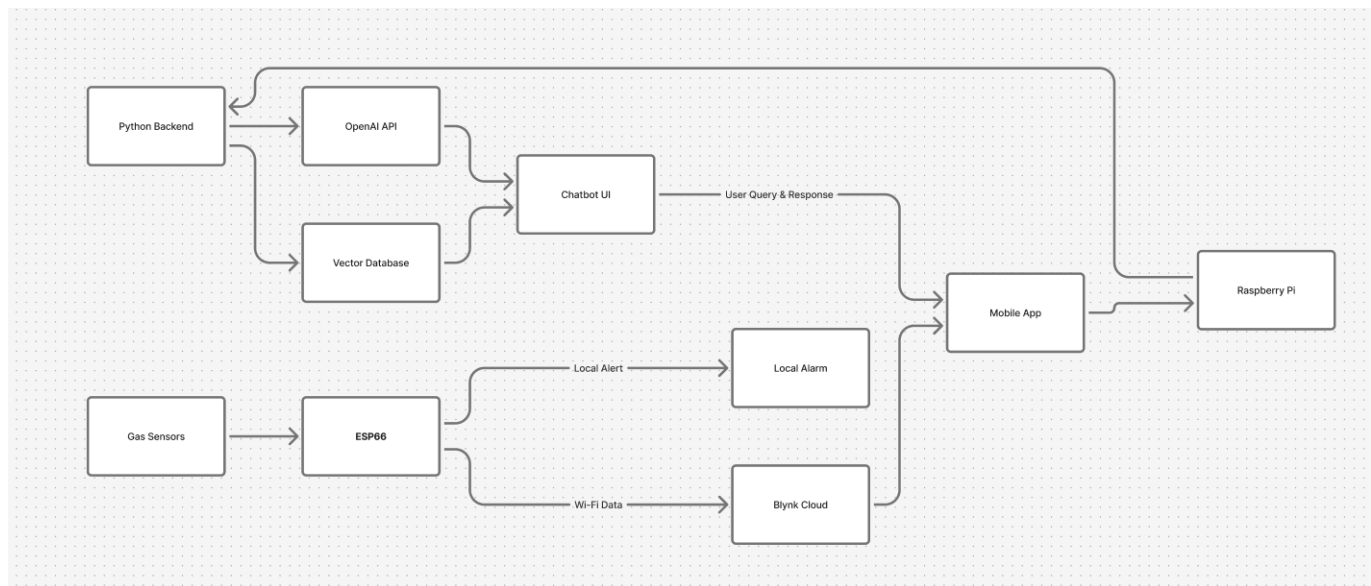 Python Backend
OpenAI API
Chatbot UI
User Query & Response
Vector Database
Raspberry Pi
Mobile App
Local Alert
Local Alarm
Gas Sensors
ESP66
Wi-Fi Data
Blynk Cloud